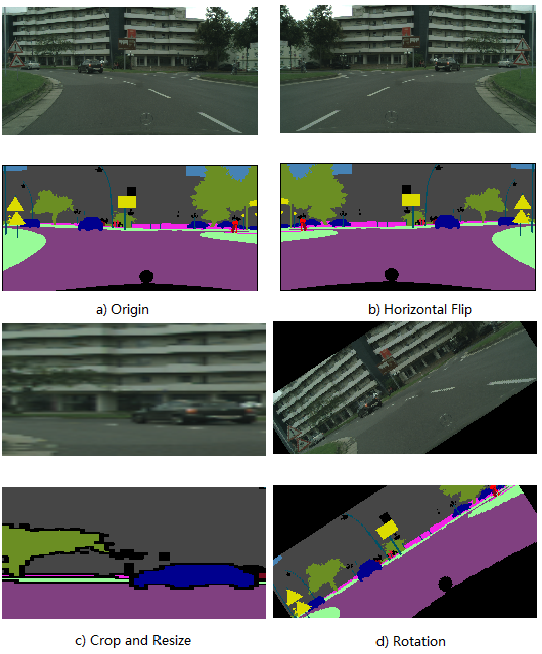 a) Origin
b) Horizontal Flip
c) Crop and Resize
d) Rotation